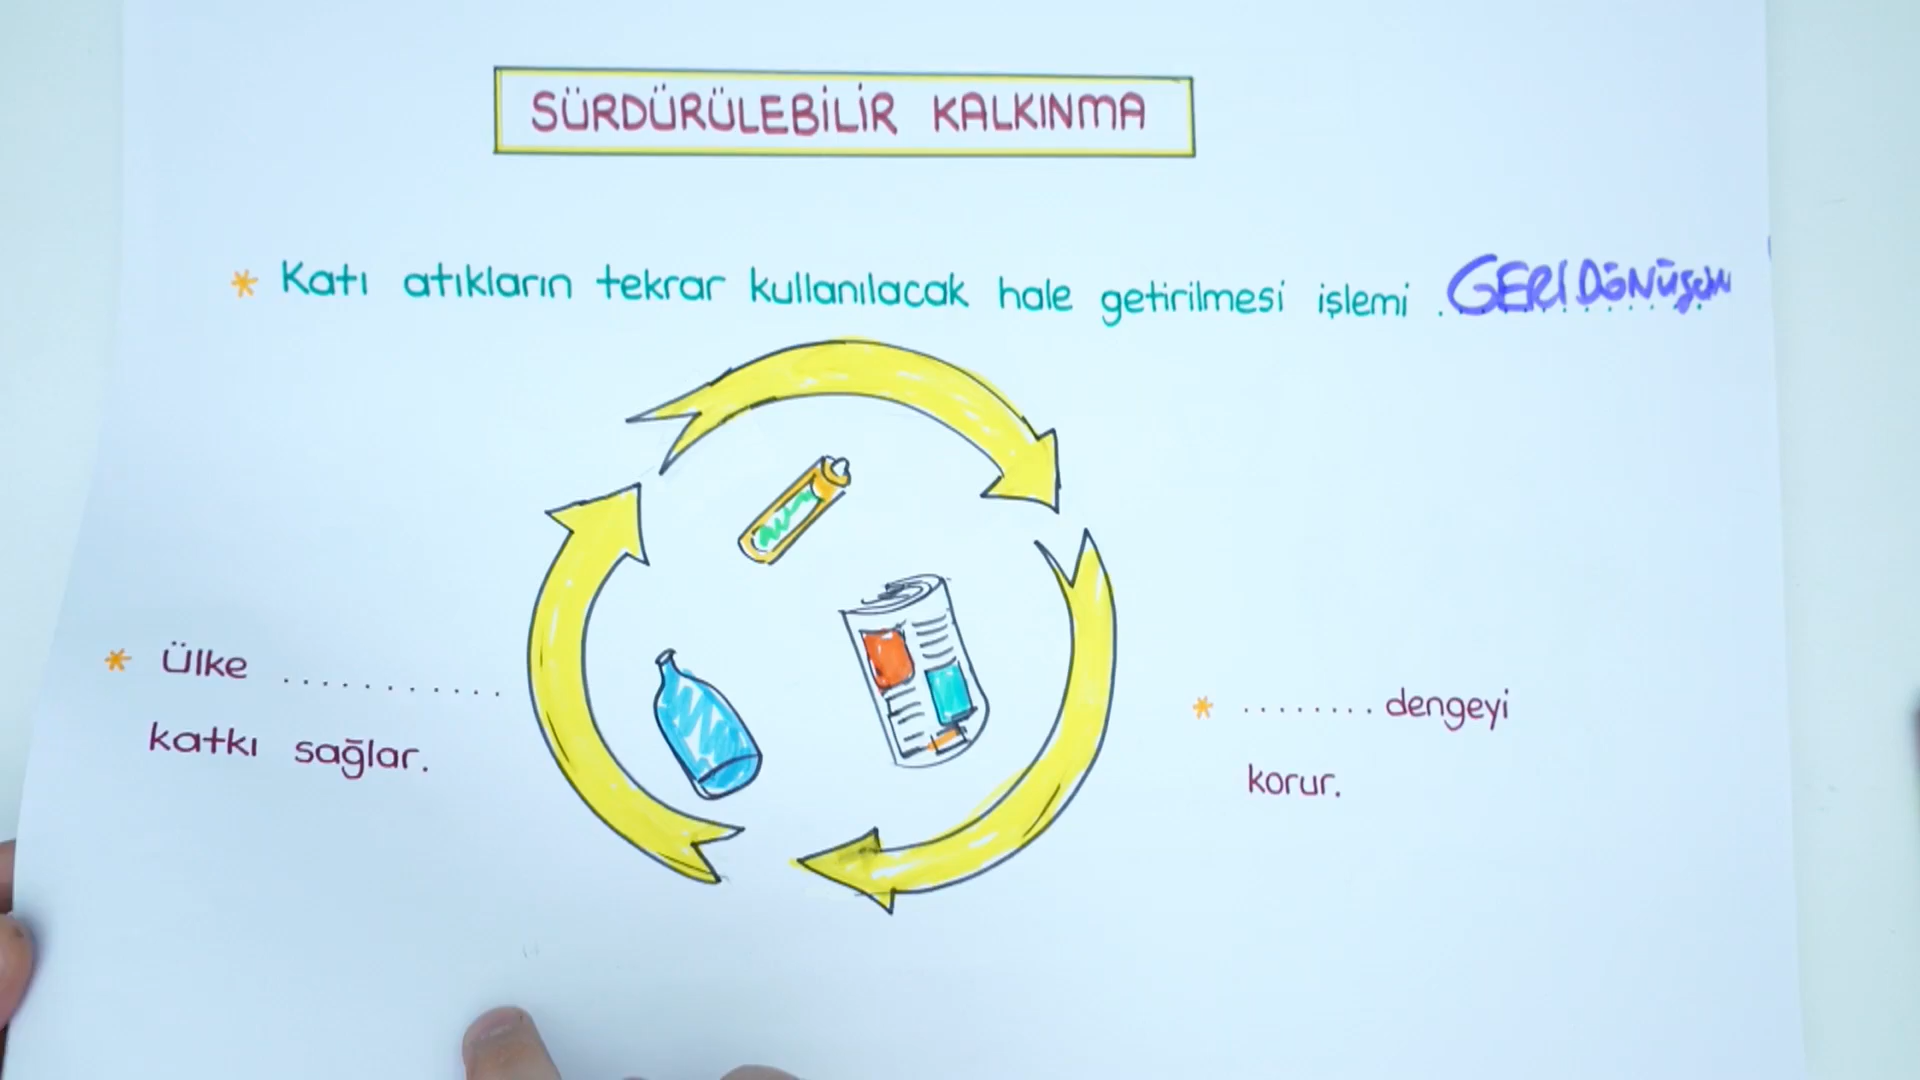 SÜRDÜRÜLEBİLİR KALKINMA
* Katı atıkların tekrar kullanılacak hale getirilmesi işlemi GERİ DÖNÜŞÜM
* Ülke ...........
katkı sağlar.
* ........ dengeyi
korur.